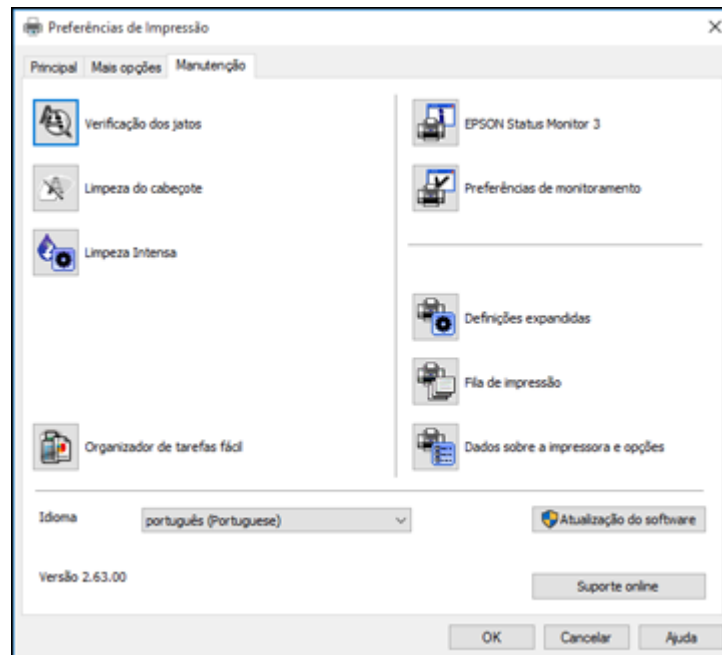 Preferências de Impressão
Principal Mais opções Manutenção
Verificação dos jatos
EPSON Status Monitor 3
Limpeza do cabeçote
Preferências de monitoramento
Limpeza Intensa
Definições expandidas
Fila de impressão
Organizador de tarefas fácil
Dados sobre a impressora e opções
Idioma
português (Portuguese)
Atualização do software
Versão 2.63.00
Suporte online
OK Cancelar Ajuda